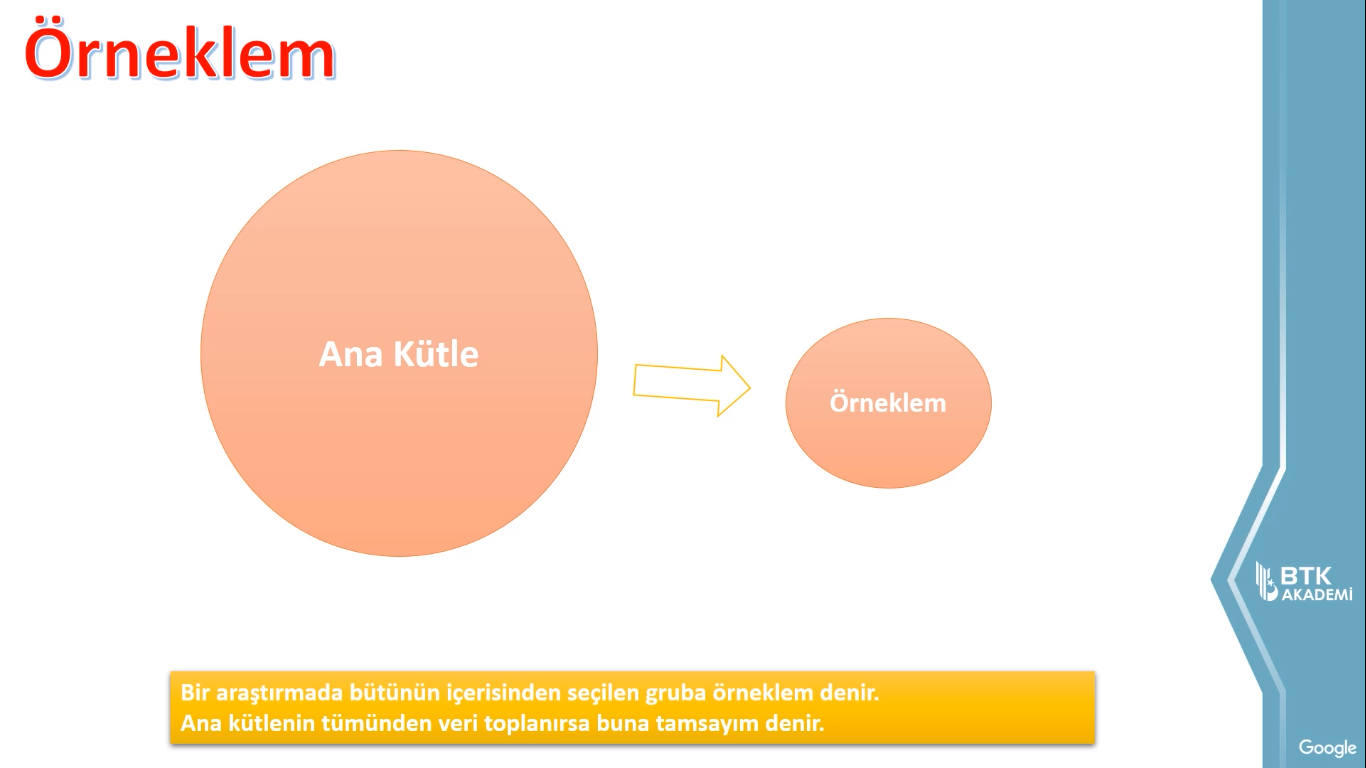 Örneklem
Ana Kütle
Örneklem
Bir araştırmada bütünün içerisinden seçilen gruba örneklem denir.
Ana kütlenin tümünden veri toplanırsa buna tamsayım denir.
BTK
AKADEMİ
Google